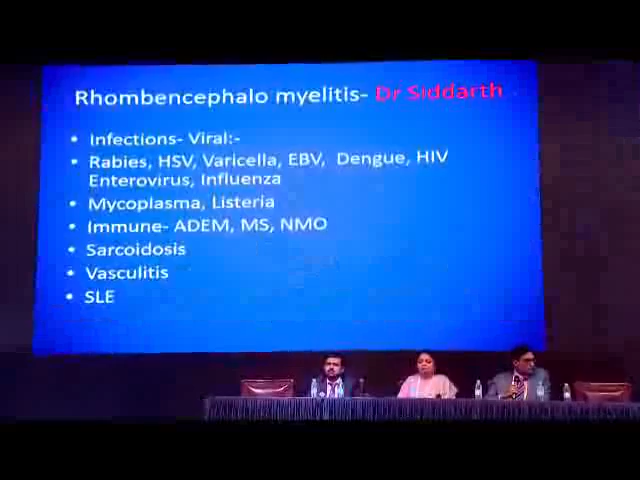 Rhombencephalo myelitis- Dr Siddarth
• Infections- Viral:-
• Rabies, HSV, Varicella, EBV, Dengue, HIV
Enterovirus, Influenza
• Mycoplasma, Listeria
• Immune- ADEM, MS, NMO
• Sarcoidosis
• Vasculitis
• SLE